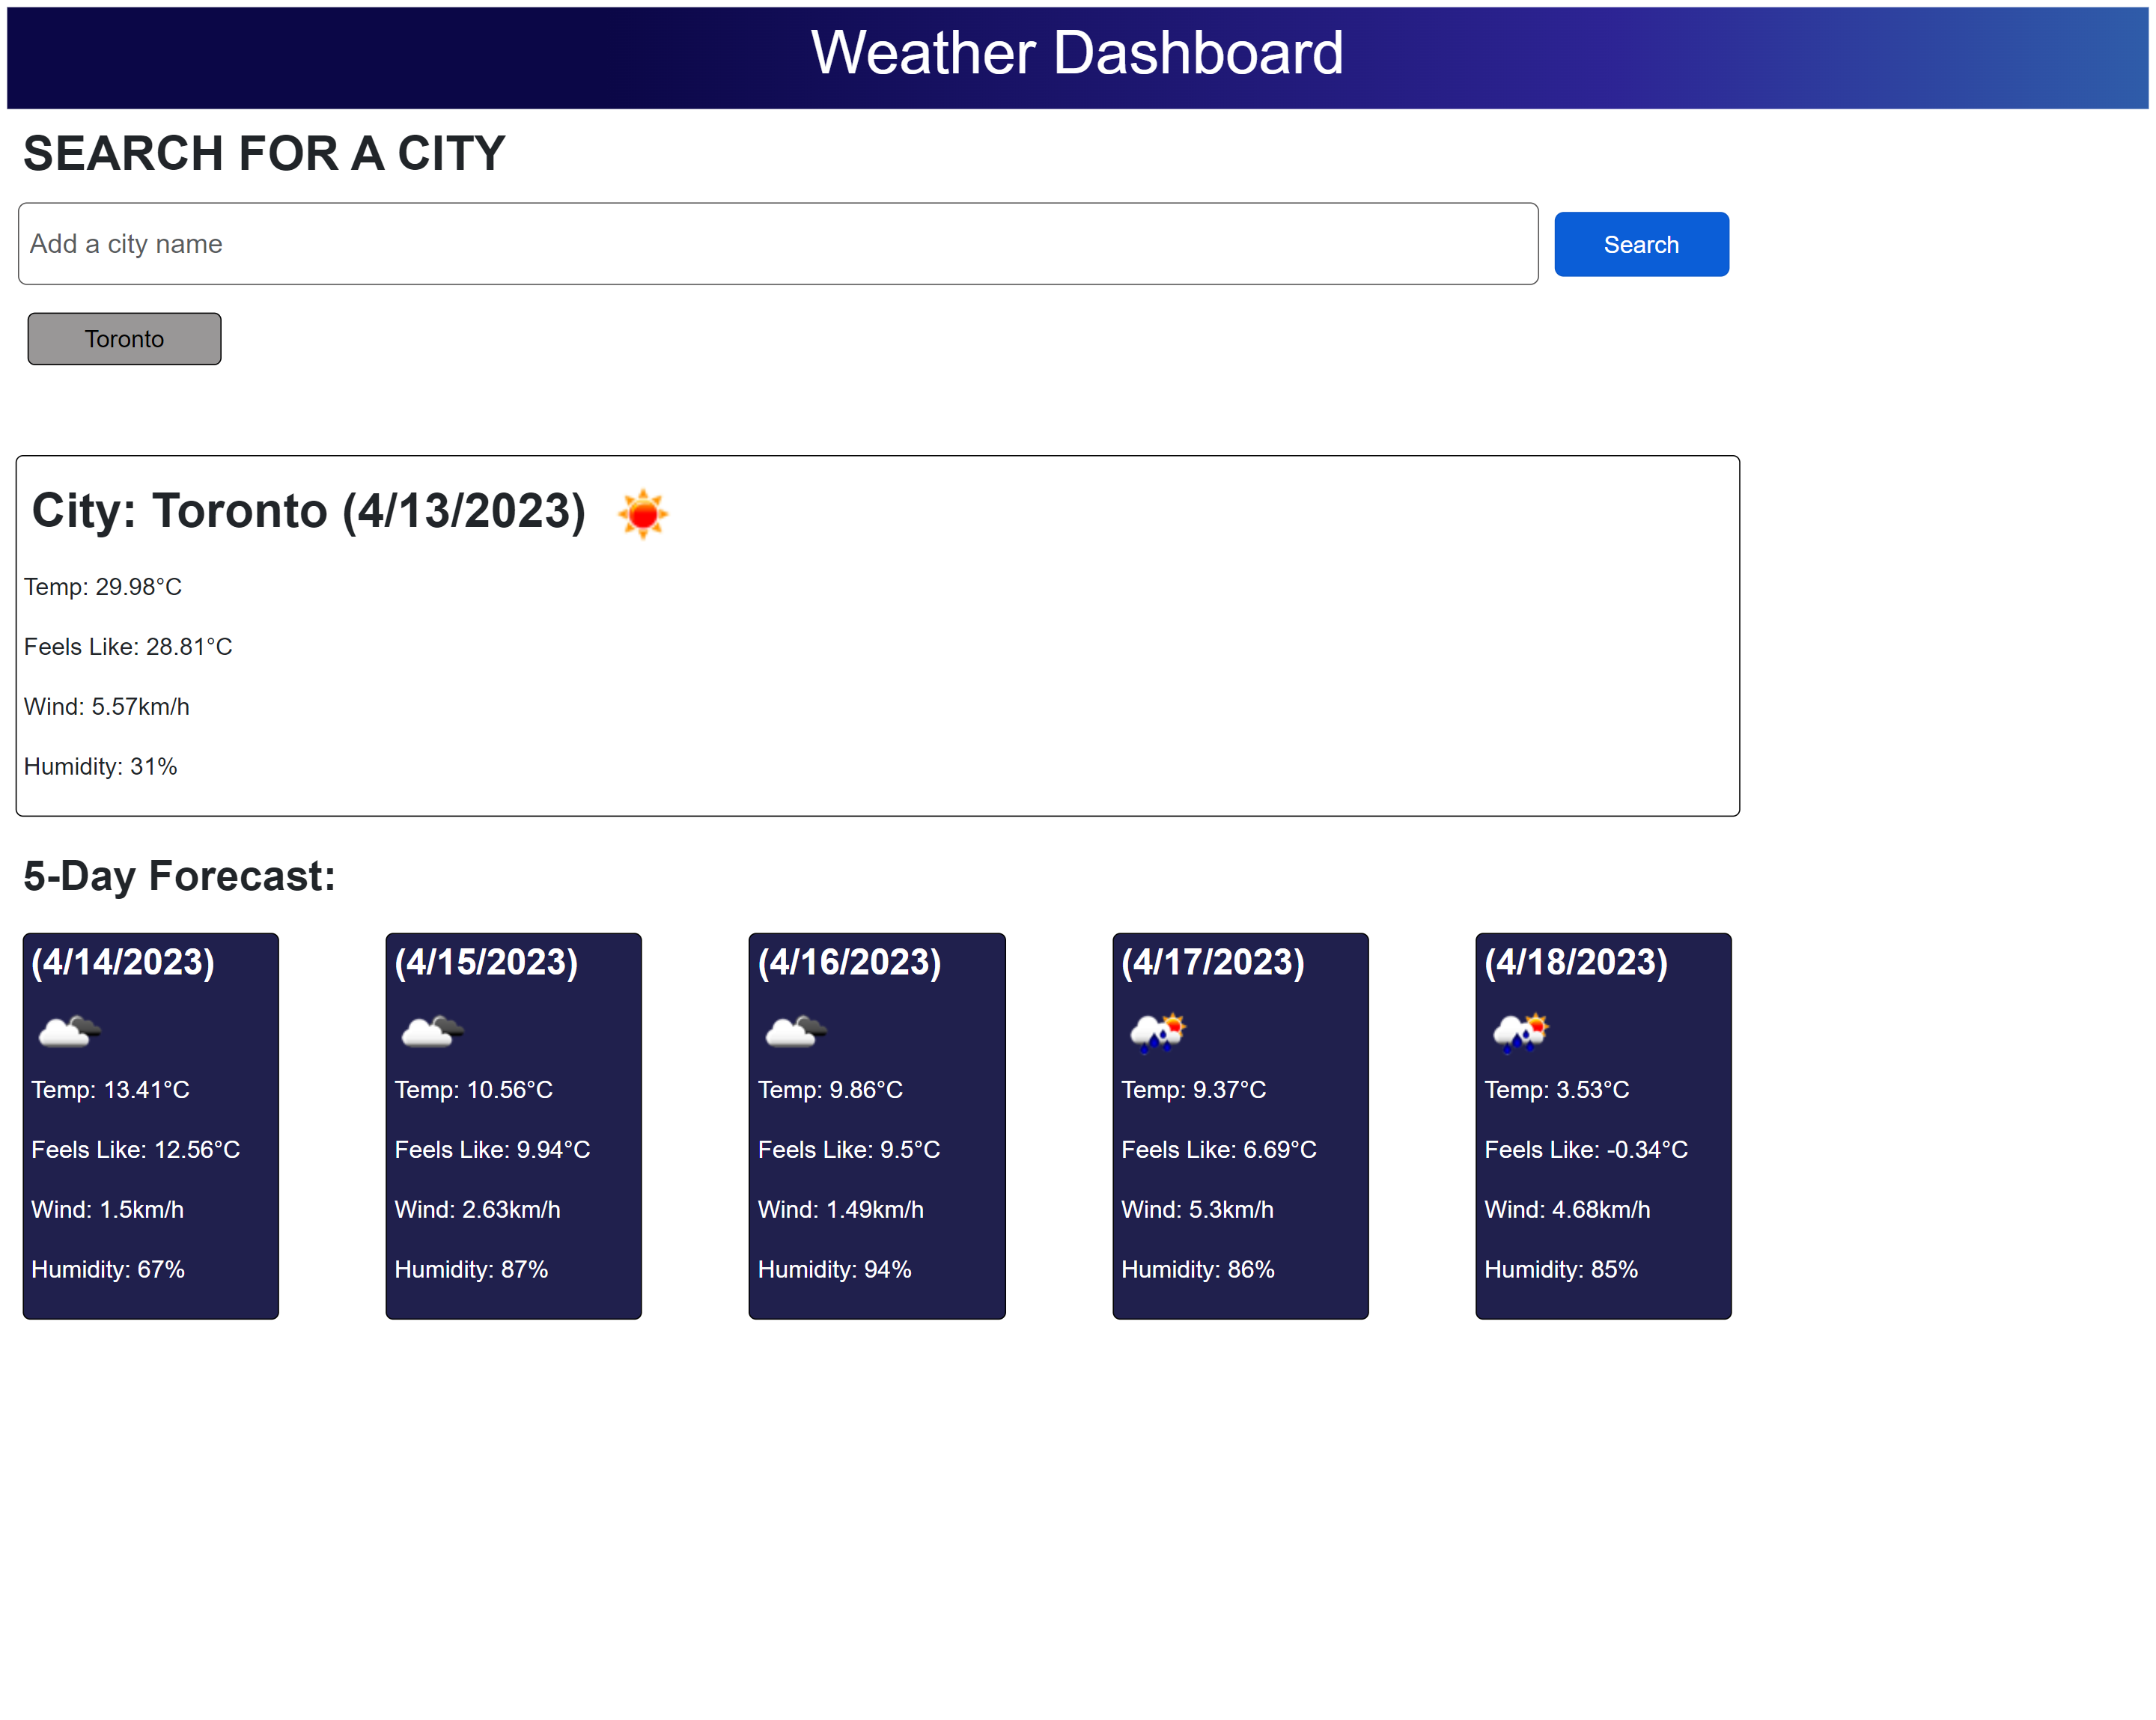 Weather Dashboard
SEARCH FOR A CITY
Add a city name
Search
Toronto
City: Toronto (4/13/2023)
Temp: 29.98°C
Feels Like: 28.81°C
Wind: 5.57km/h
Humidity: 31%
5-Day Forecast:
(4/14/2023)
Temp: 13.41°C
Feels Like: 12.56°C
Wind: 1.5km/h
Humidity: 67%
(4/15/2023)
Temp: 10.56°C
Feels Like: 9.94°C
Wind: 2.63km/h
Humidity: 87%
(4/16/2023)
Temp: 9.86°C
Feels Like: 9.5°C
Wind: 1.49km/h
Humidity: 94%
(4/17/2023)
Temp: 9.37°C
Feels Like: 6.69°C
Wind: 5.3km/h
Humidity: 86%
(4/18/2023)
Temp: 3.53°C
Feels Like: -0.34°C
Wind: 4.68km/h
Humidity: 85%